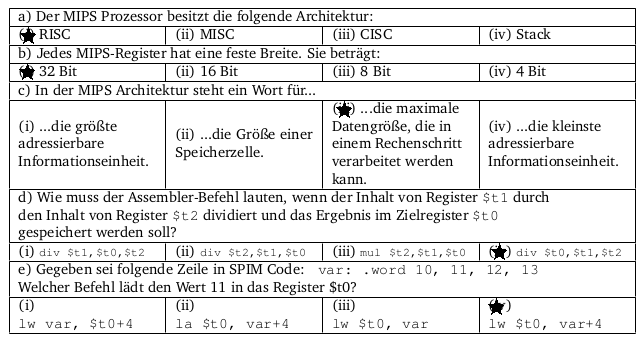 a) Der MIPS Prozessor besitzt die folgende Architektur:
RISC (ii) MISC (iii) CISC (iv) Stack
b) Jedes MIPS-Register hat eine feste Breite. Sie beträgt:
32 Bit (ii) 16 Bit (iii) 8 Bit (iv) 4 Bit
c) In der MIPS Architektur steht ein Wort für...
(i) ...die größte
adressierbare
Informationseinheit.
(ii) ...die Größe einer
Speicherzelle.
...die maximale
Datengröße, die in
einem Rechenschritt
verarbeitet werden
kann.
(iv) ...die kleinste
adressierbare
Informationseinheit.
d) Wie muss der Assembler-Befehl lauten, wenn der Inhalt von Register $t1 durch
den Inhalt von Register $t2 dividiert und das Ergebnis im Zielregister $t0
gespeichert werden soll?
(i) div $t1,$t0,$t2 (ii) div $t2,$t1,$t0 (iii) mul $t2,$t1,$t0 div $t0,$t1,$t2
e) Gegeben sei folgende Zeile in SPIM Code: var: .word 10, 11, 12, 13
Welcher Befehl lädt den Wert 11 in das Register $t0?
(i) (ii) (iii)
lw var, $t0+4 la $t0, var+4 lw $t0, var lw $t0, var+4